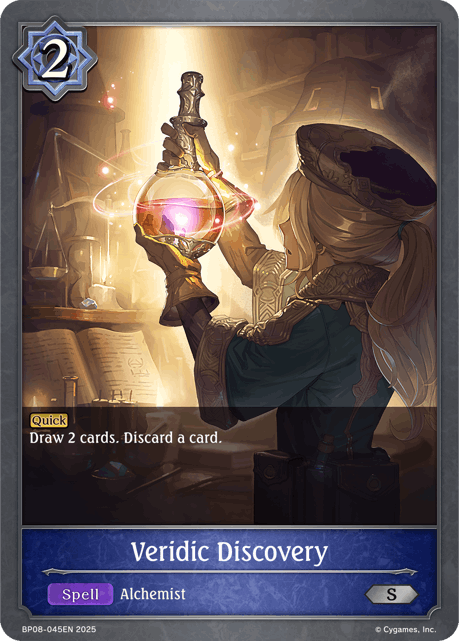 2
Quick
Draw 2 cards. Discard a card.
Veridic Discovery
Spell Alchemist S
BP08-045EN 2025 © Cygames, Inc.